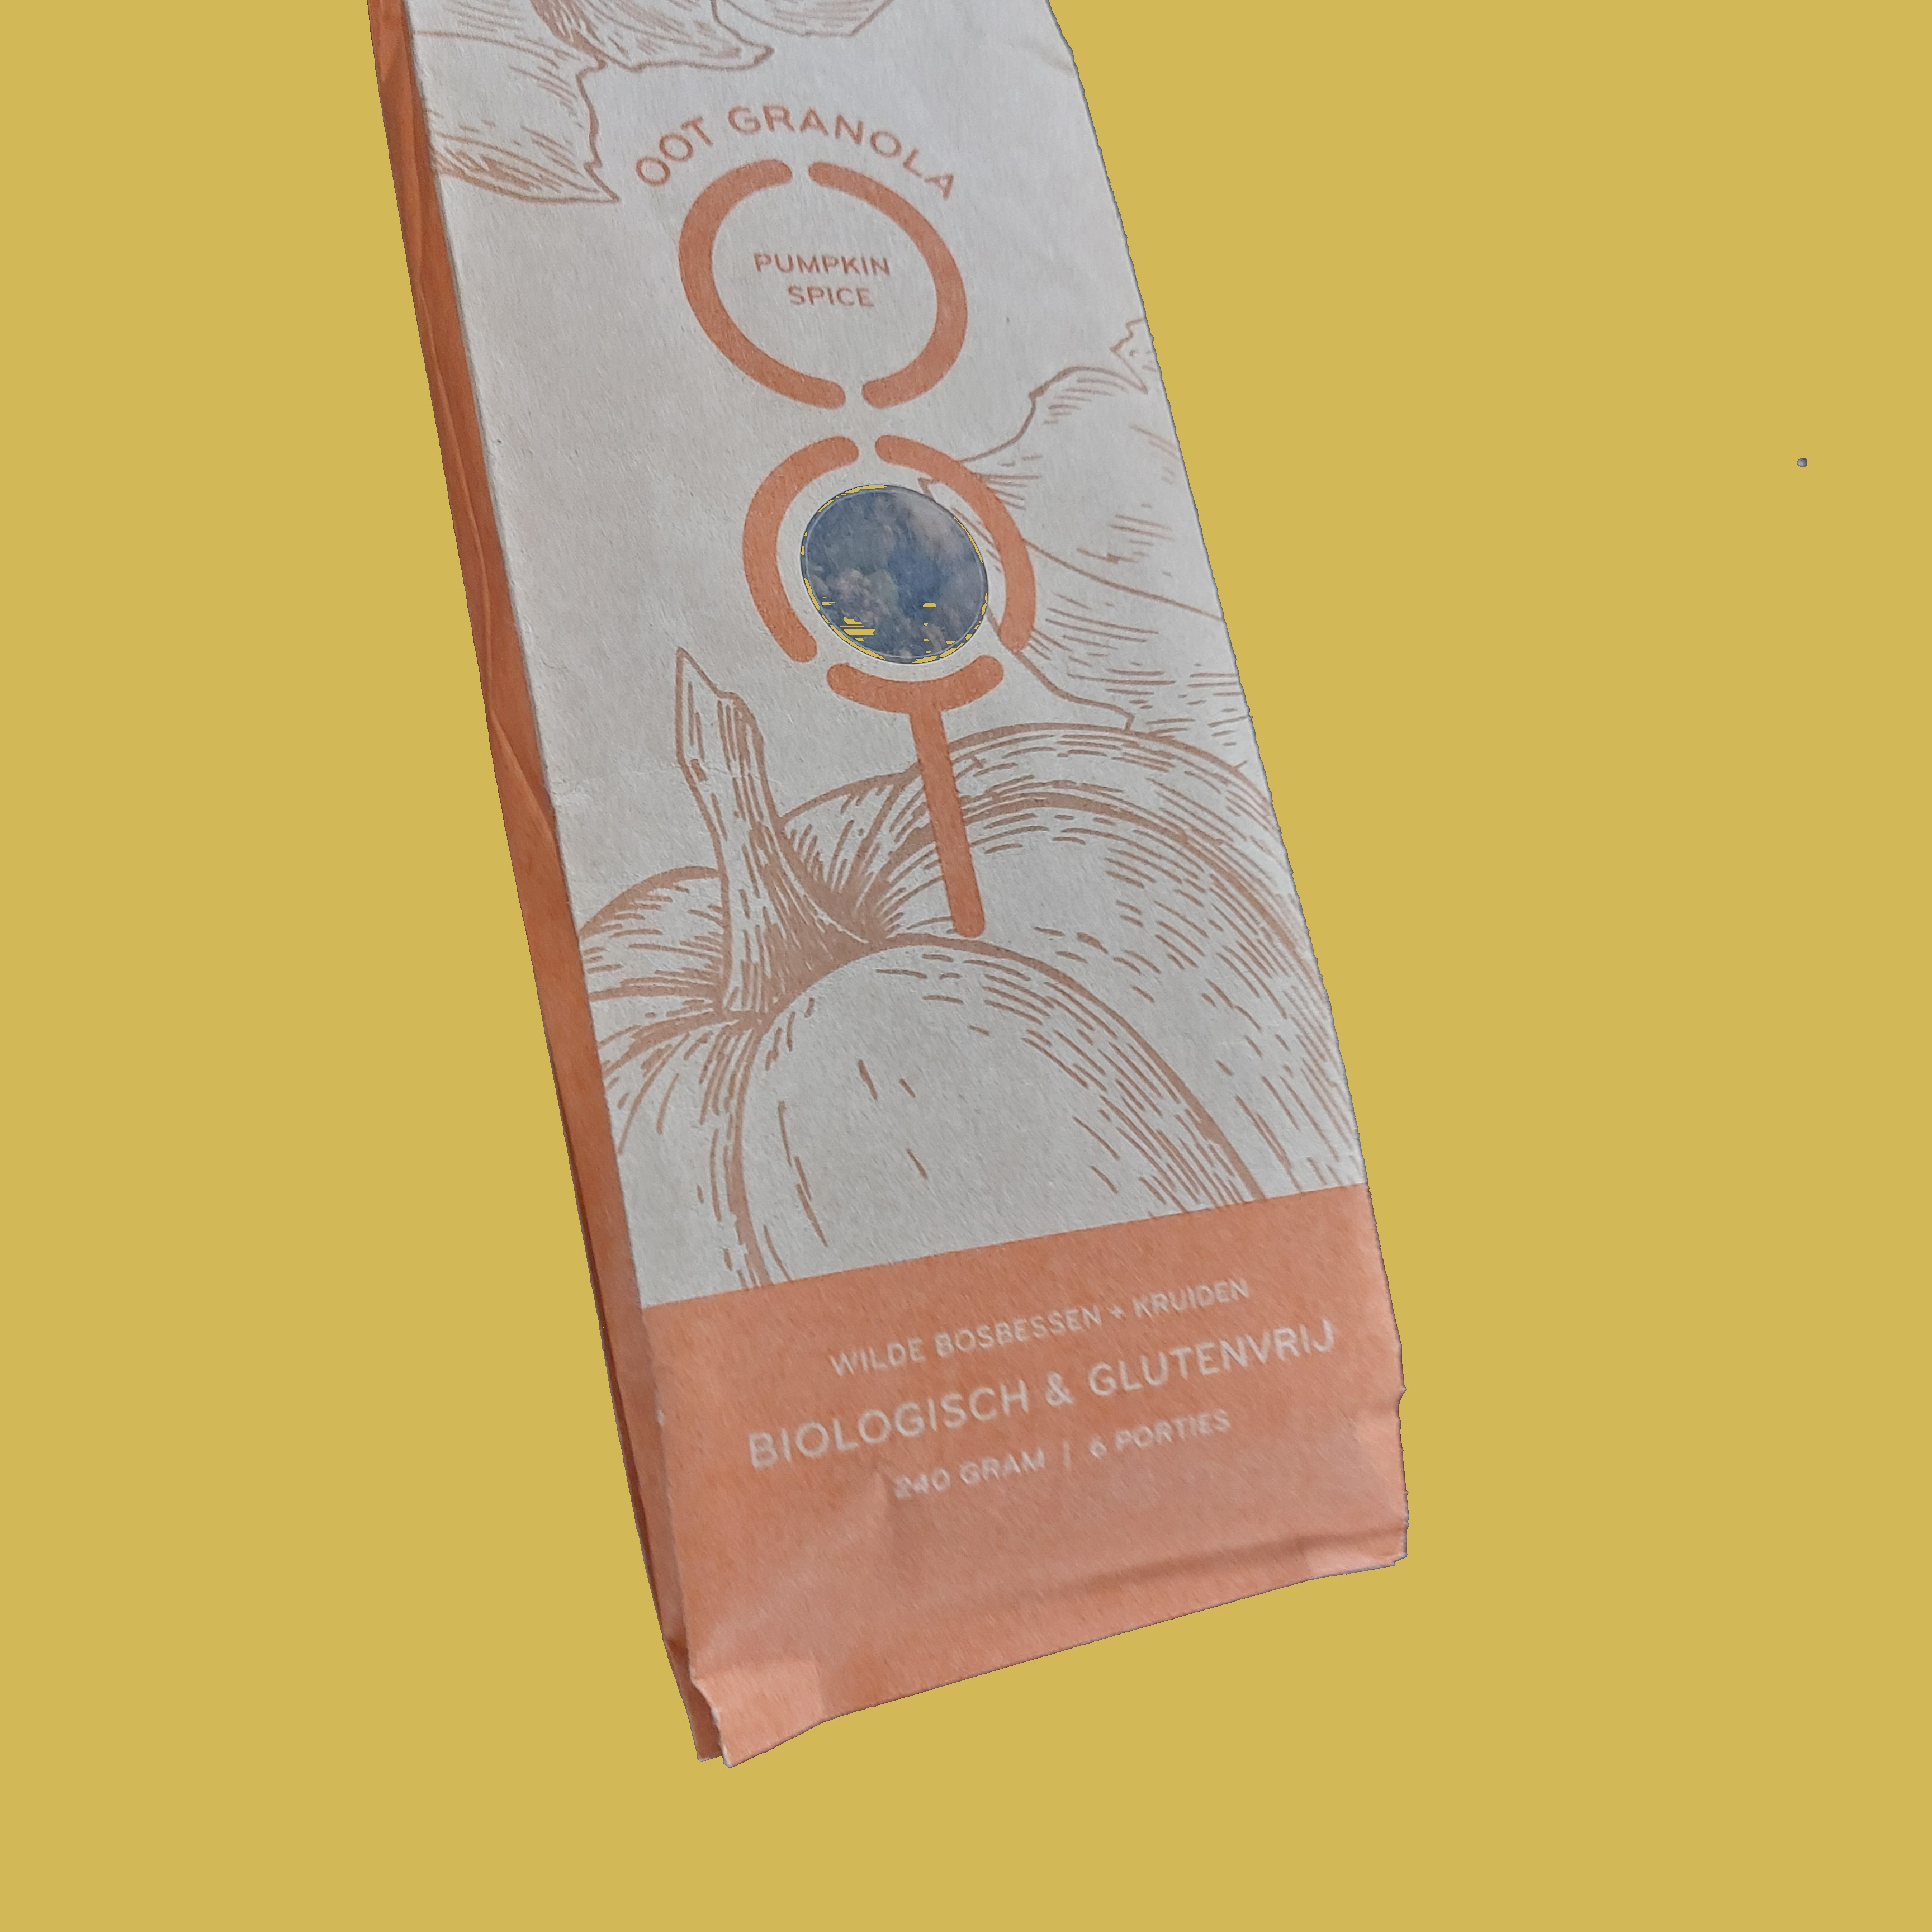 OOT GRANOLA
PUMPKIN
SPICE
WILDE BOSBESSEN + KRUIDEN
BIOLOGISCH & GLUTENVRIJ
240 GRAM / 6 PORTIES